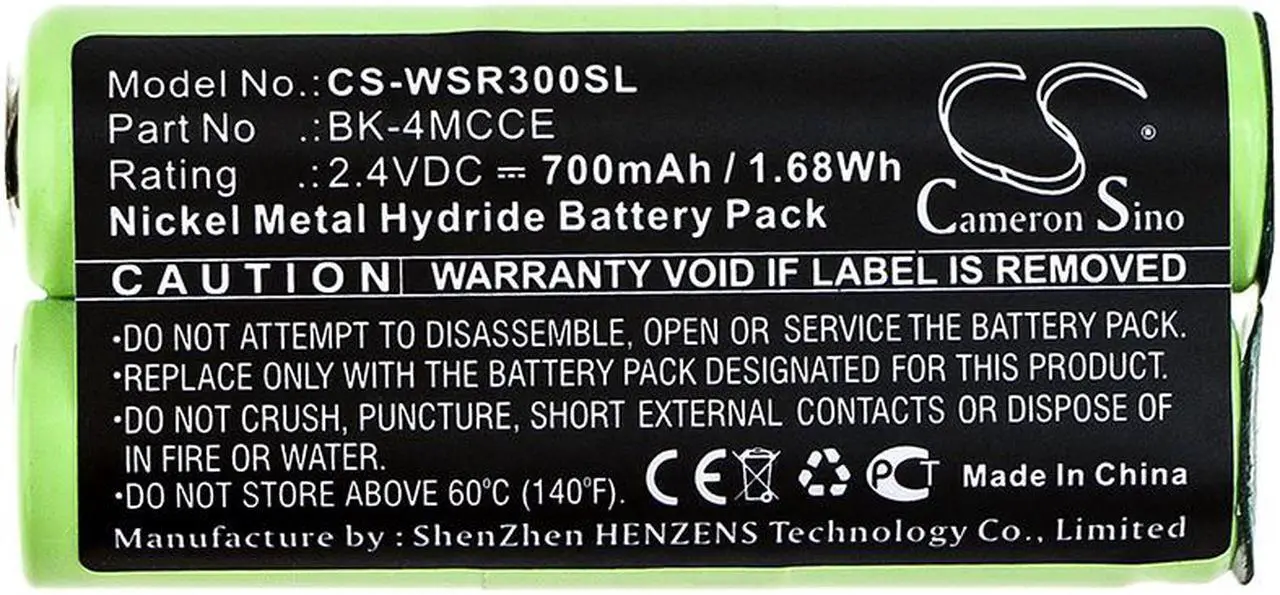 Model No.: CS-WSR300SL
Part No .: BK-4MCCE
Rating .: 2.4VDC ⎓ 700mAh / 1.68Wh
Nickel Metal Hydride Battery Pack
CS
Cameron Sino
CAUTION WARRANTY VOID IF LABEL IS REMOVED
•DO NOT ATTEMPT TO DISASSEMBLE, OPEN OR SERVICE THE BATTERY PACK.
•REPLACE ONLY WITH THE BATTERY PACK DESIGNATED FOR THIS PRODUCT.
•DO NOT CRUSH, PUNCTURE, SHORT EXTERNAL CONTACTS OR DISPOSE OF
IN FIRE OR WATER.
•DO NOT STORE ABOVE 60°C (140°F).
CE PCT Made In China
Manufacture by : ShenZhen HENZENS Technology Co., Limited